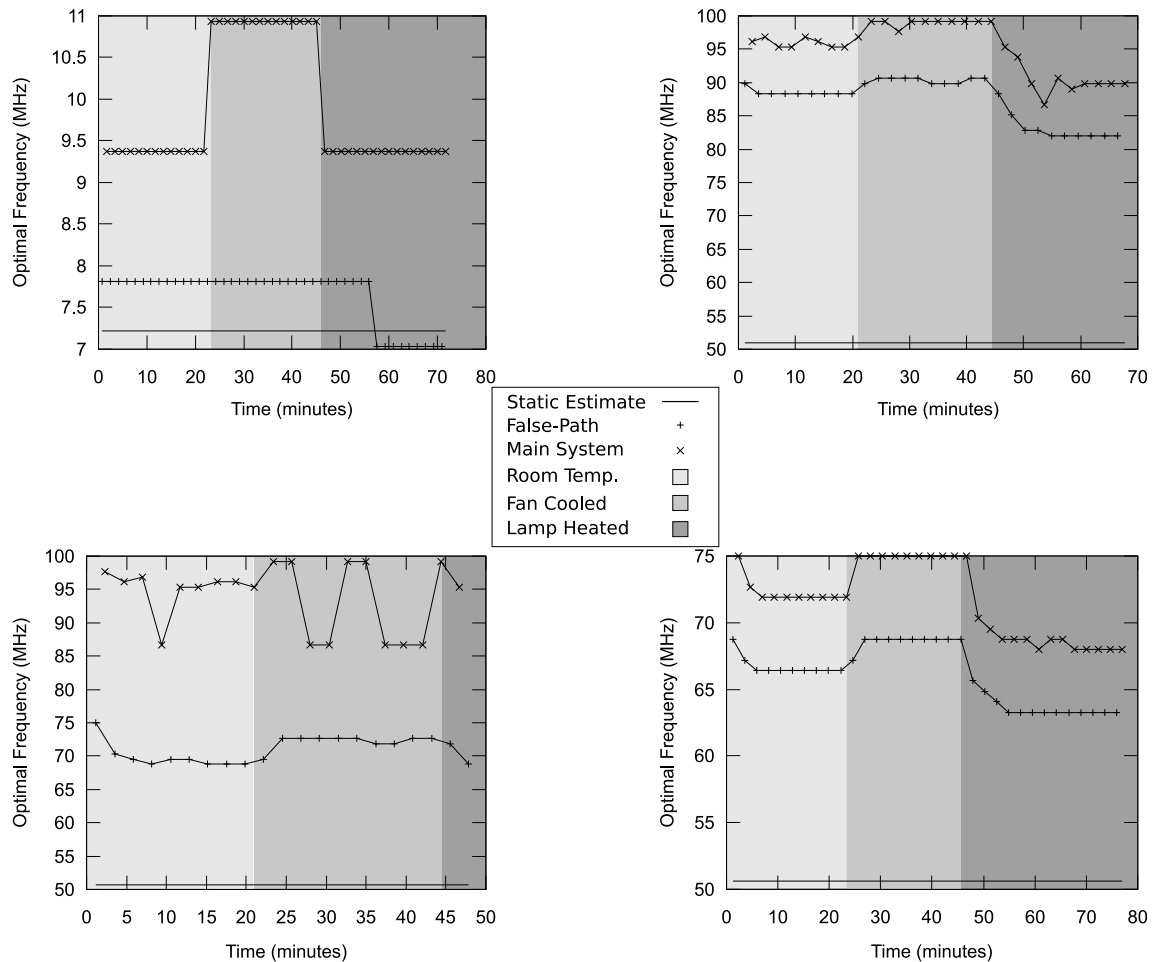 11
10.5
10
9.5
9
8.5
8
7.5
7
0 10 20 30 40 50 60 70 80
Optimal Frequency (MHz)
Time (minutes)
100
95
90
85
80
75
70
65
60
55
50
0 10 20 30 40 50 60 70
Optimal Frequency (MHz)
Time (minutes)
Static Estimate
False-Path
Main System
Room Temp.
Fan Cooled
Lamp Heated
100
95
90
85
80
75
70
65
60
55
50
0 5 10 15 20 25 30 35 40 45 50
Optimal Frequency (MHz)
Time (minutes)
75
70
65
60
55
50
0 10 20 30 40 50 60 70 80
Optimal Frequency (MHz)
Time (minutes)